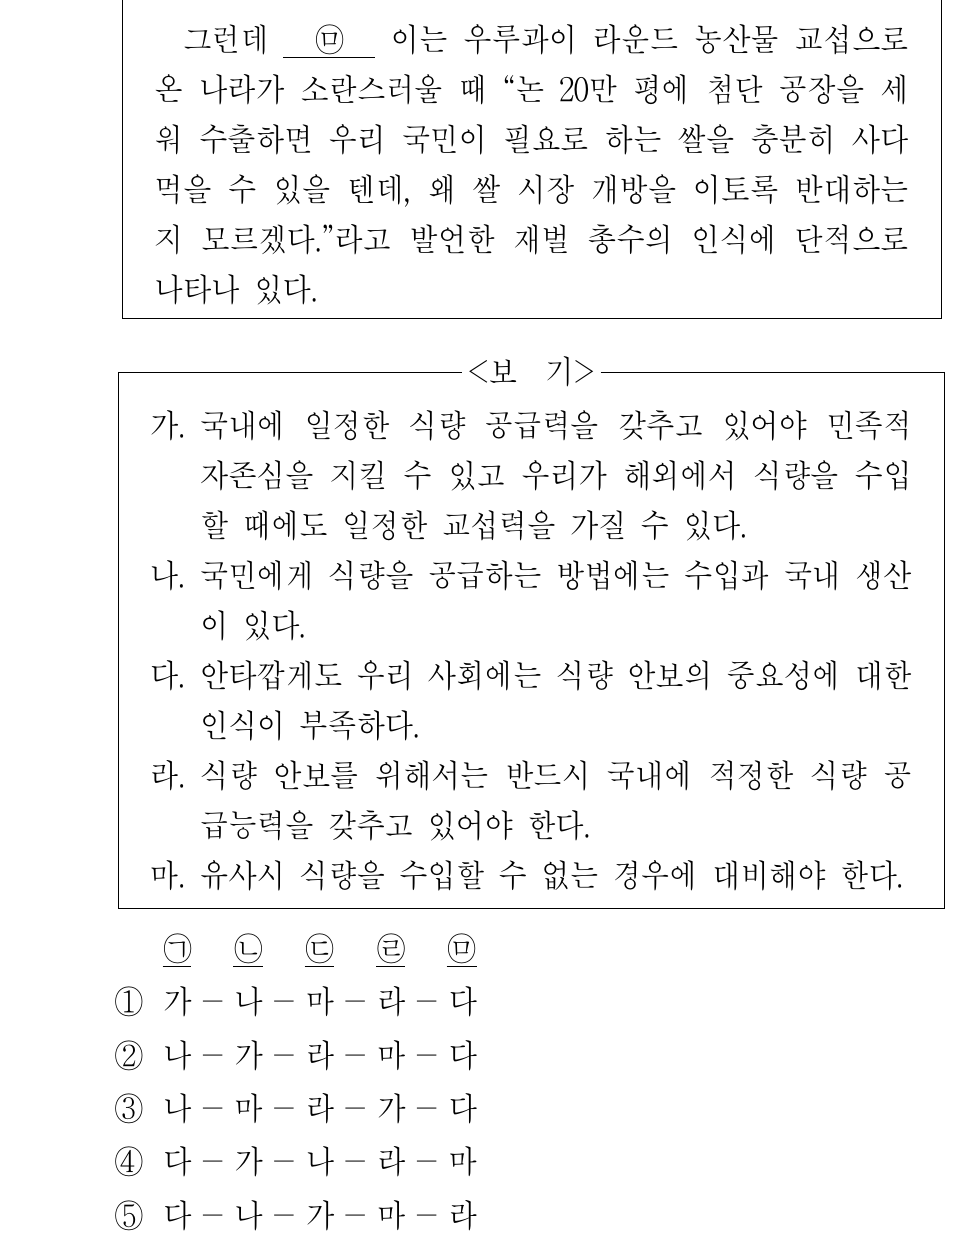 그런데 ㉤ 이는 우루과이 라운드 농산물 교섭으로
온 나라가 소란스러울 때 “논 20만 평에 첨단 공장을 세
워 수출하면 우리 국민이 필요로 하는 쌀을 충분히 사다
먹을 수 있을 텐데, 왜 쌀 시장 개방을 이토록 반대하는
지 모르겠다.”라고 발언한 재벌 총수의 인식에 단적으로
나타나 있다.
<보 기>
가. 국내에 일정한 식량 공급력을 갖추고 있어야 민족적
자존심을 지킬 수 있고 우리가 해외에서 식량을 수입
할 때에도 일정한 교섭력을 가질 수 있다.
나. 국민에게 식량을 공급하는 방법에는 수입과 국내 생산
이 있다.
다. 안타깝게도 우리 사회에는 식량 안보의 중요성에 대한
인식이 부족하다.
라. 식량 안보를 위해서는 반드시 국내에 적정한 식량 공
급능력을 갖추고 있어야 한다.
마. 유사시 식량을 수입할 수 없는 경우에 대비해야 한다.
㉠ ㉡ ㉢ ㉣ ㉤
① 가 – 나 – 마 – 라 – 다
② 나 – 가 – 라 – 마 – 다
③ 나 – 마 – 라 – 가 – 다
④ 다 – 가 – 나 – 라 – 마
⑤ 다 – 나 – 가 – 마 – 라